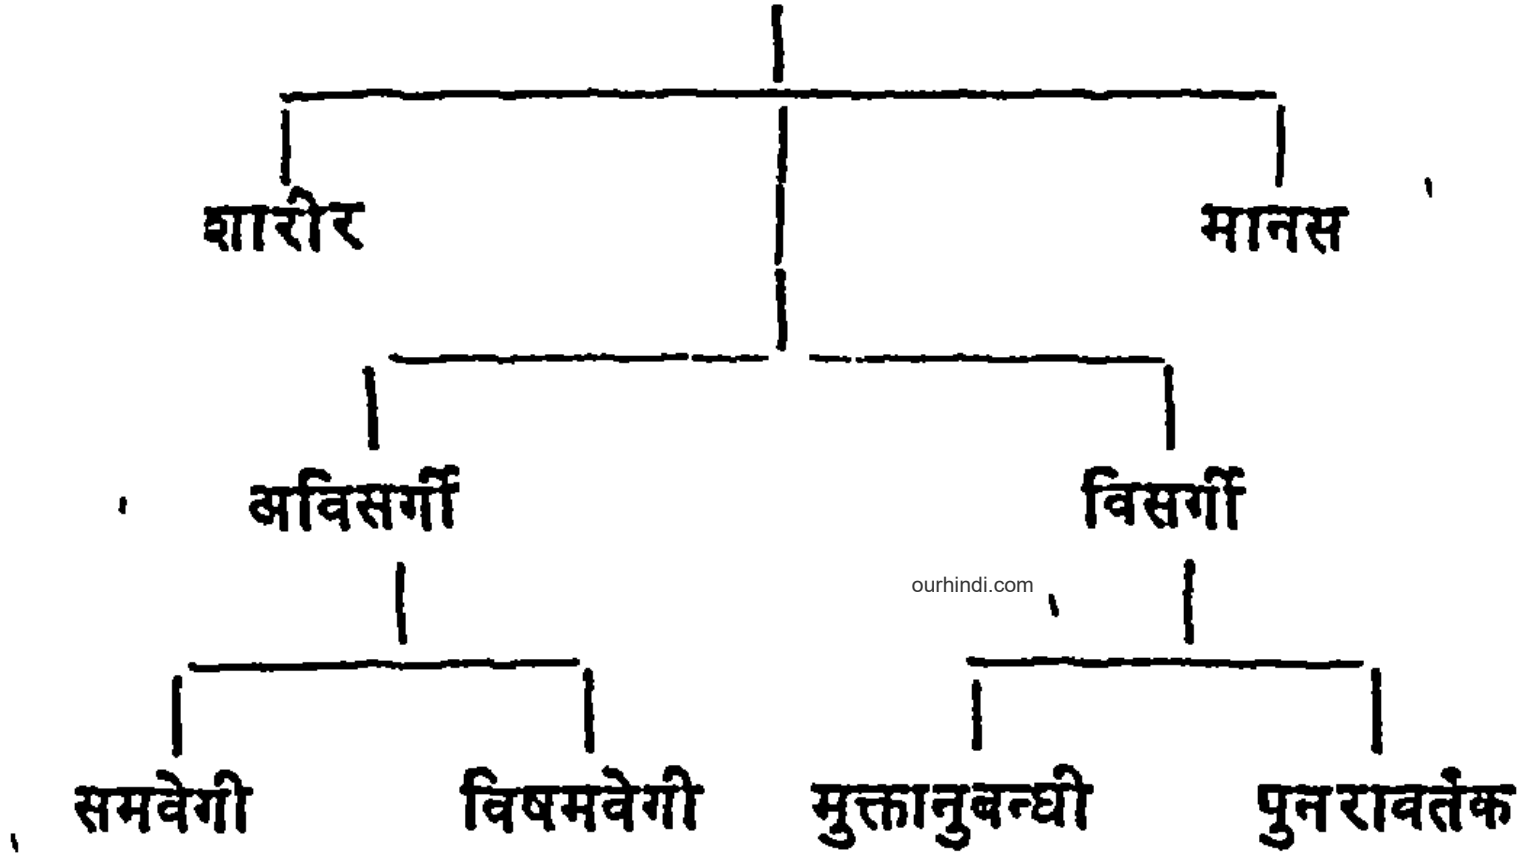 शारीर मानस
अविसर्गी विसर्गी
ourhindi.com
समवेगी विषमवेगी मुक्तानुबन्धी पुनरावर्तक